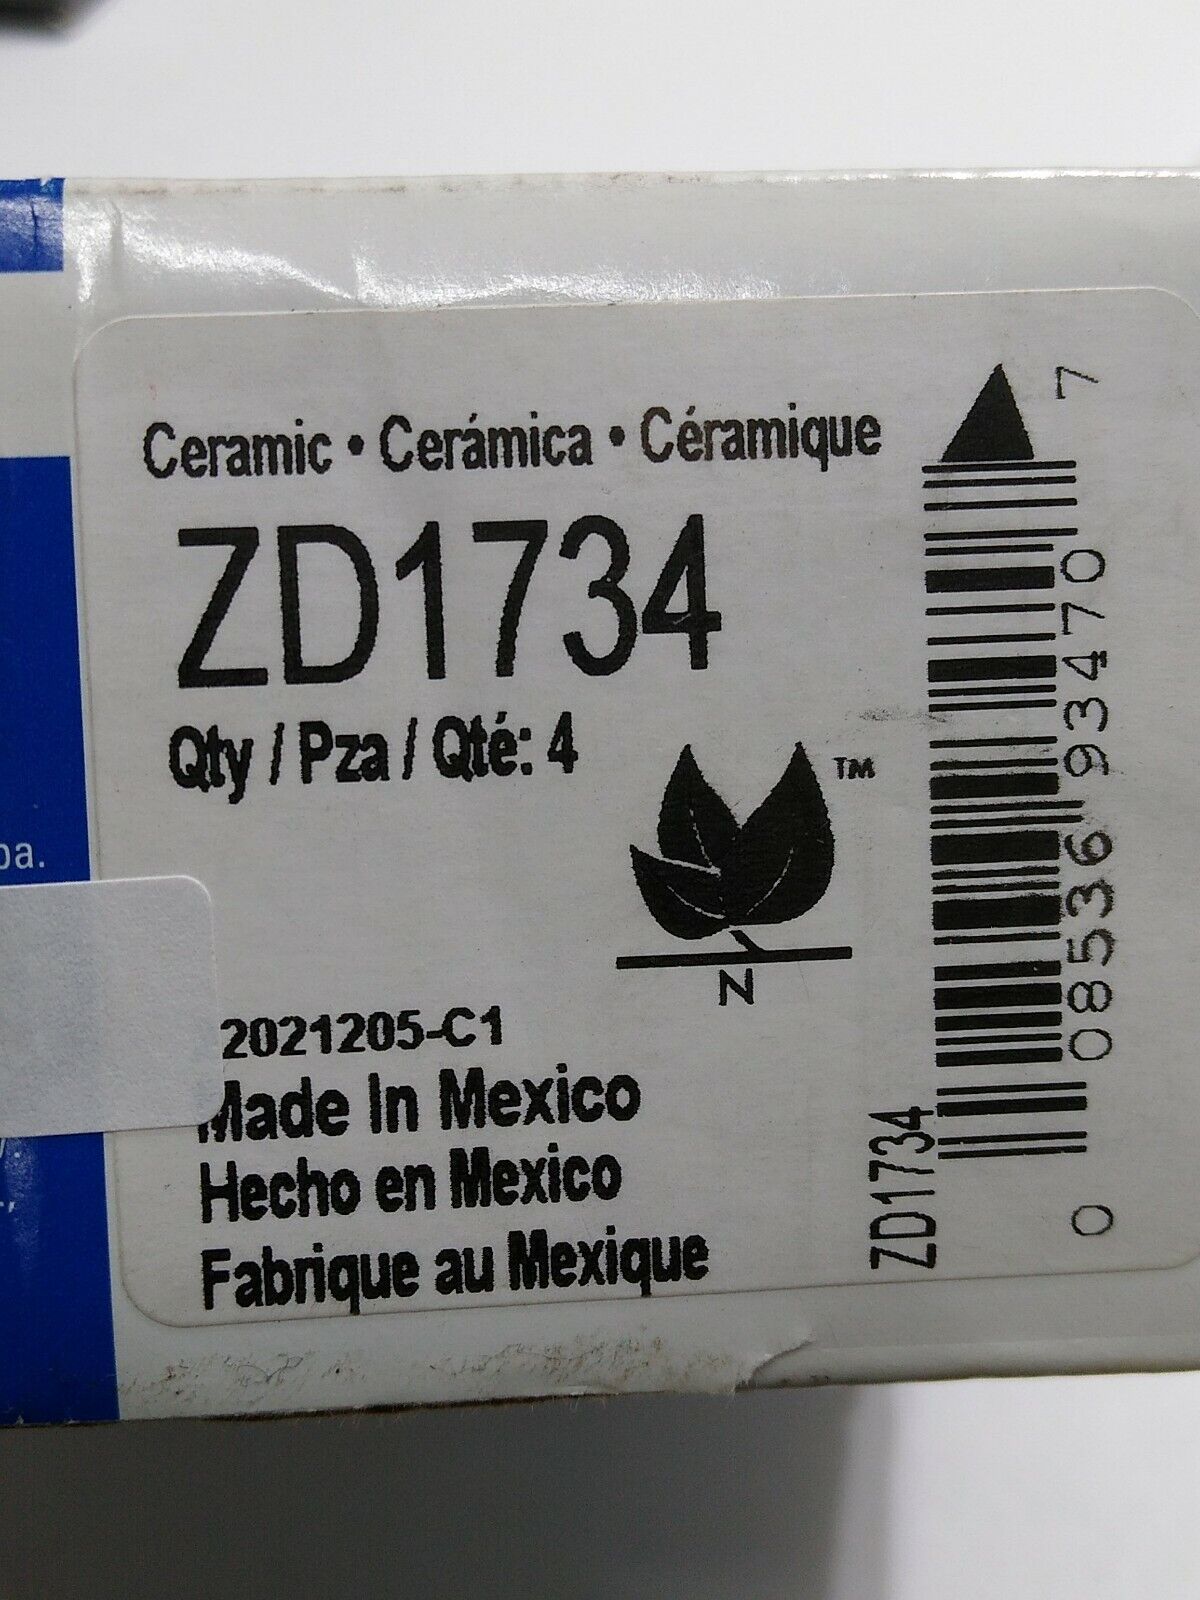 Ceramic • Cerámica • Céramique
ZD1734
Qty / Pza / Qté: 4
TM
N
2021205-C1
Made In Mexico
Hecho en Mexico
Fabrique au Mexique
ZD1734
0 08536 93470 7
pa.